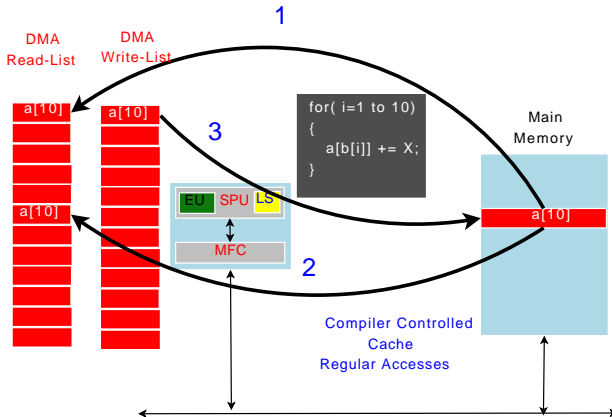 1
DMA
Read-List
DMA
Write-List
a[10]
a[10]
3
for( i=1 to 10)
{
a[b[i]] += X;
}
Main
Memory
EU
SPU
LS
a[10]
a[10]
MFC
2
Compiler Controlled
Cache
Regular Accesses